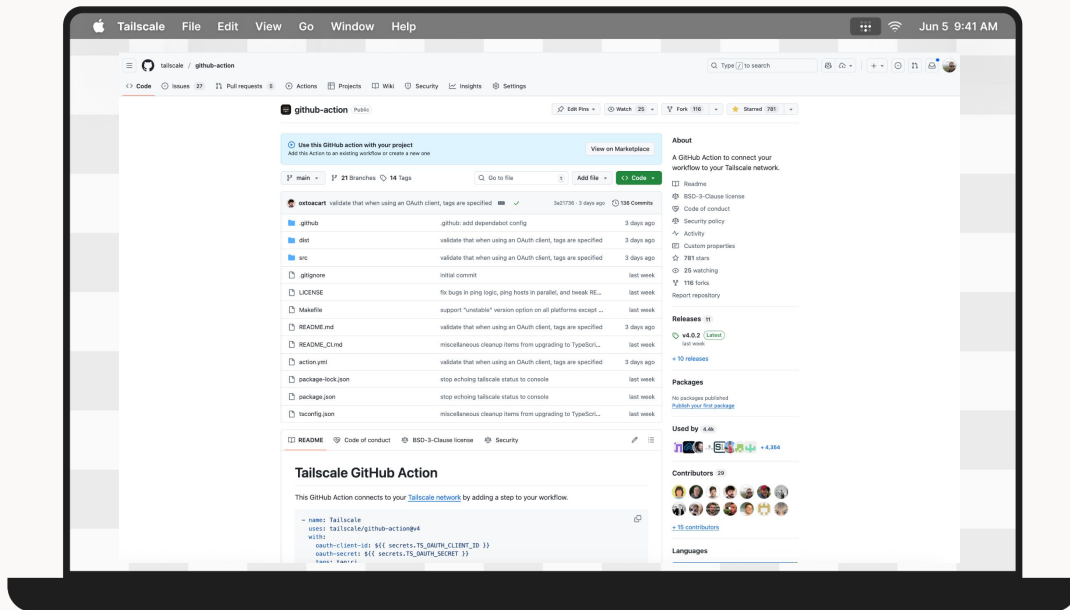 Tailscale File Edit View Go Window Help Jun 5 9:41 AM
tailscale / github-action Type / to search
Code Issues 27 Pull requests 5 Actions Projects Wiki Security Insights Settings
github-action Public Edit Pins Watch 25 Fork 116 Starred 781
Use this GitHub action with your project
Add this Action to an existing workflow or create a new one
View on Marketplace
main 21 Branches 14 Tags Go to file t Add file Code
oxtoacart validate that when using an OAuth client, tags are specified 3a21736 · 3 days ago 136 Commits
.github .github: add dependabot config 3 days ago
dist validate that when using an OAuth client, tags are specified 3 days ago
src validate that when using an OAuth client, tags are specified 3 days ago
.gitignore initial commit last week
LICENSE fix bugs in ping logic, ping hosts in parallel, and tweak RE... last week
Makefile support "unstable" version option on all platforms except ... last week
README.md validate that when using an OAuth client, tags are specified 3 days ago
README_CI.md miscellaneous cleanup items from upgrading to TypeScri... last week
action.yml validate that when using an OAuth client, tags are specified 3 days ago
package-lock.json stop echoing tailscale status to console last week
package.json stop echoing tailscale status to console last week
tsconfig.json miscellaneous cleanup items from upgrading to TypeScri... last week
README Code of conduct BSD-3-Clause license Security
Tailscale GitHub Action
This GitHub Action connects to your Tailscale network by adding a step to your workflow.
- name: Tailscale
uses: tailscale/github-action@v4
with:
oauth-client-id: ${{ secrets.TS_OAUTH_CLIENT_ID }}
oauth-secret: ${{ secrets.TS_OAUTH_SECRET }}
tags: tag:ci
About
A GitHub Action to connect your
workflow to your Tailscale network.
Readme
BSD-3-Clause license
Code of conduct
Security policy
Activity
Custom properties
781 stars
25 watching
116 forks
Report repository
Releases 11
v4.0.2 Latest
last week
+ 10 releases
Packages
No packages published
Publish your first package
Used by 4.4k
+ 4,354
Contributors 29
+ 15 contributors
Languages